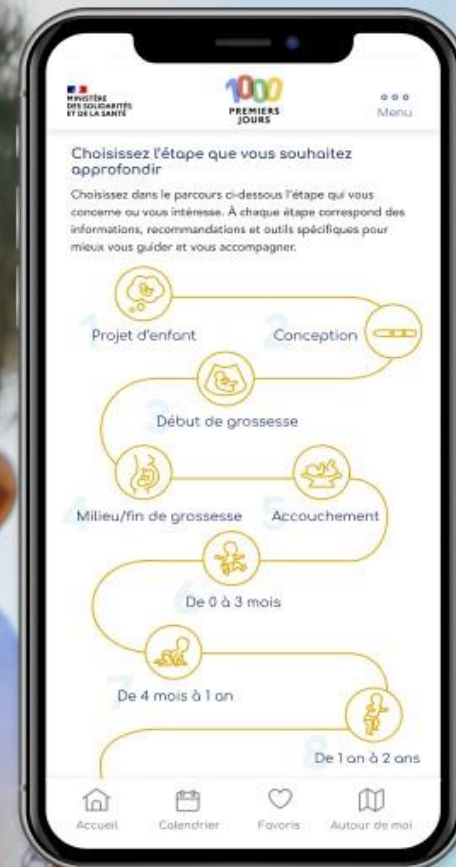 MINISTÈRE
DES SOLIDARITÉS
ET DE LA SANTÉ
1000
PREMIERS
JOURS
Menu
Choisissez l'étape que vous souhaitez
approfondir
Choisissez dans le parcours ci-dessous l'étape qui vous
concerne ou vous intéresse. À chaque étape correspond des
informations, recommandations et outils spécifiques pour
mieux vous guider et vous accompagner.
1
Projet d'enfant
2
Conception
3
Début de grossesse
4
Milieu/fin de grossesse
5
Accouchement
6
De 0 à 3 mois
7
De 4 mois à 1 an
8
De 1 an à 2 ans
Accueil
Calendrier
Favoris
Autour de moi